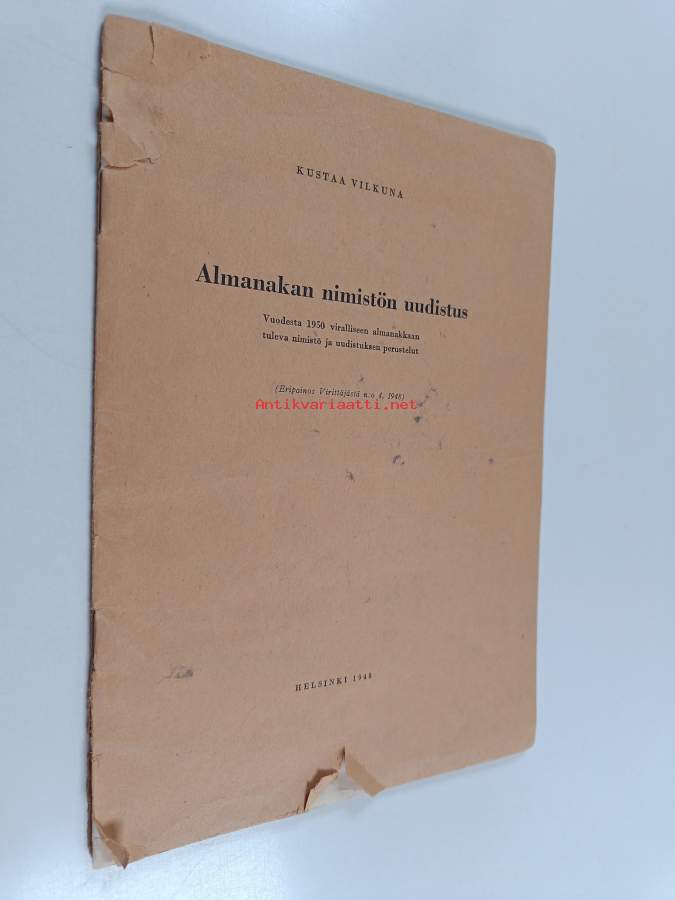 KUSTAA VILKUNA
Almanakan nimistön uudistus
Vuodesta 1950 viralliseen almanakkaan
tuleva nimistö ja uudistuksen perustelut
(Eripainos Virittäjästä n:o 4, 1948)
Antikvariaatti.net
HELSINKI 1948